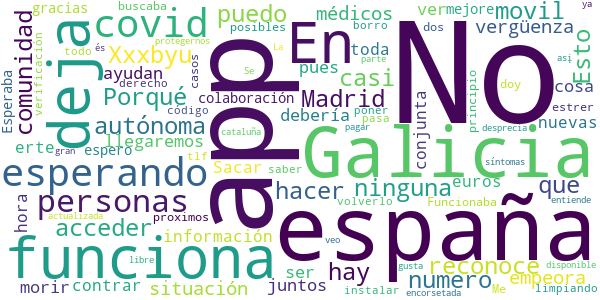 gracias
buscaba
covid
puedo
En
médicos
ver
mejore
movil
ya
No
verificación
todo
és
posibles
borro
dos
vergüenza
comunidad
deja
Xxxbyu
app
protegernos
Se
La
toda
Esto
Esperaba
ayudan
casos
pues
casi
parte
así
derecho
Porqué
colaboración
Madrid
cosa
autónoma
código
debería
poner
conjunta
principio
doy
nuevas
estrer
erte
gran
espero
llegaremos
cataluña
pagar
pasa
Galicia
desprecia
esperando
tlf
Sacar
saber
síntomas
hora
personas
hacer
ninguna
que
euros
entiende
actualizada
proximos
volverlo
Funcionaba
españa
acceder
información
funciona
libre
veo
ser
hay
reconoce
gusta
disponible
situación
numero
empeora
morir
contrar
juntos
instalar
encorsetada
Me
limpiando